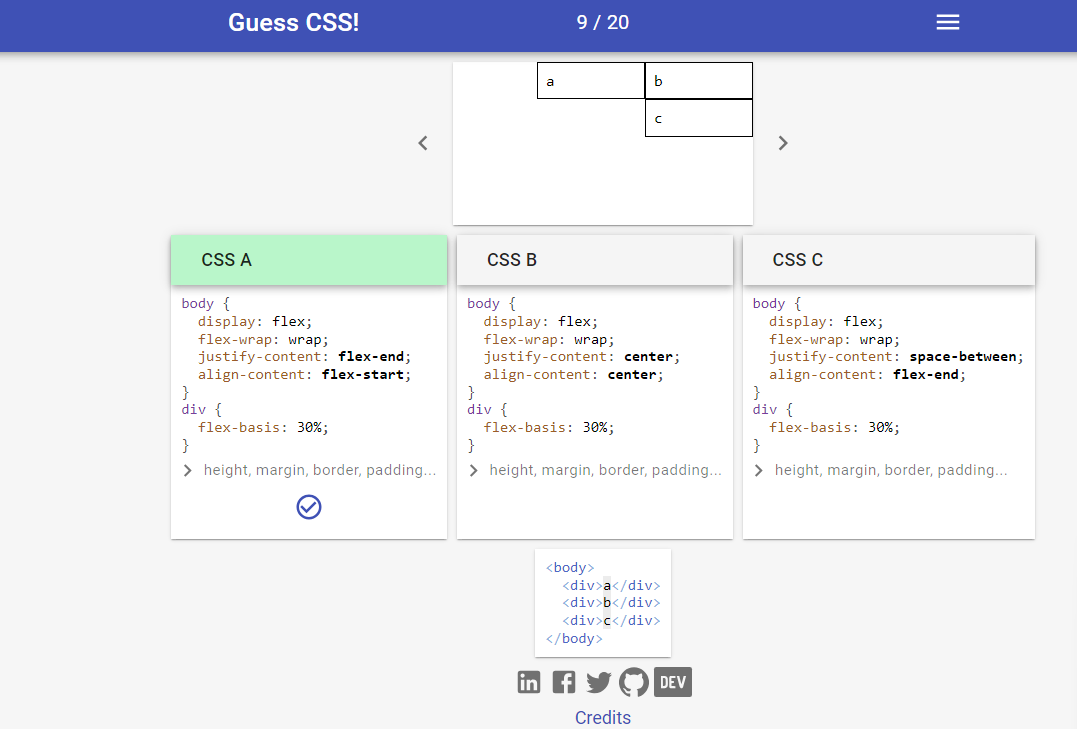 Guess CSS!
9 / 20
a
b
c
CSS A
body {
  display: flex;
  flex-wrap: wrap;
  justify-content: flex-end;
  align-content: flex-start;
}
div {
  flex-basis: 30%;
}
height, margin, border, padding...
CSS B
body {
  display: flex;
  flex-wrap: wrap;
  justify-content: center;
  align-content: center;
}
div {
  flex-basis: 30%;
}
height, margin, border, padding...
CSS C
body {
  display: flex;
  flex-wrap: wrap;
  justify-content: space-between;
  align-content: flex-end;
}
div {
  flex-basis: 30%;
}
height, margin, border, padding...
<body>
  <div>a</div>
  <div>b</div>
  <div>c</div>
</body>
in
f
DEV
Credits